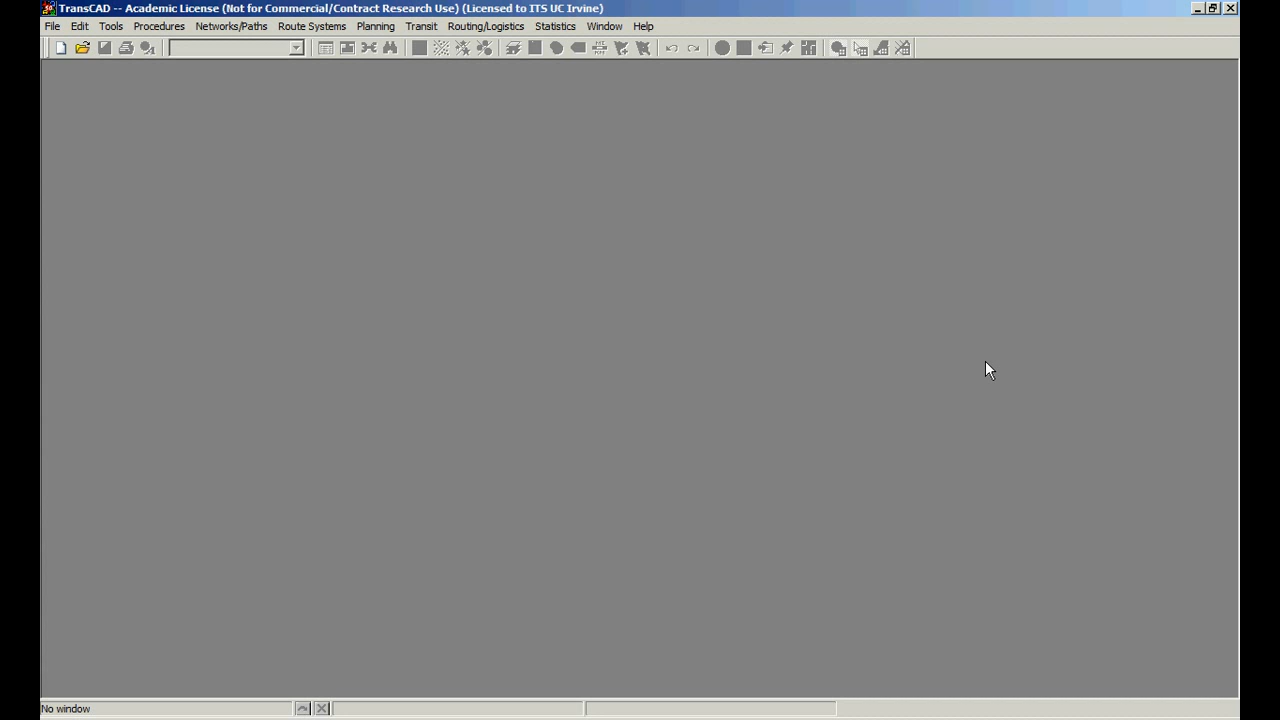 TransCAD -- Academic License (Not for Commercial/Contract Research Use) (Licensed to ITS UC Irvine)
File Edit Tools Procedures Networks/Paths Route Systems Planning Transit Routing/Logistics Statistics Window Help
No window